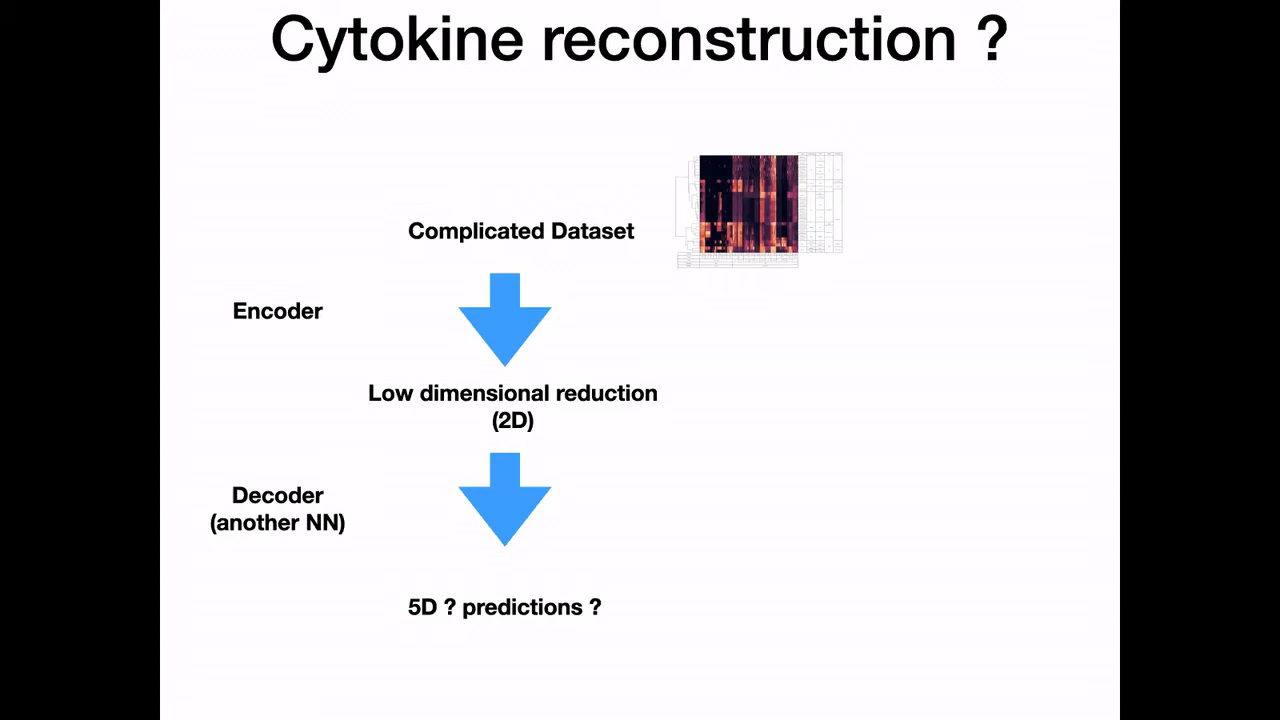 Cytokine reconstruction ?
Complicated Dataset
Encoder
Low dimensional reduction
(2D)
Decoder
(another NN)
5D ? predictions ?